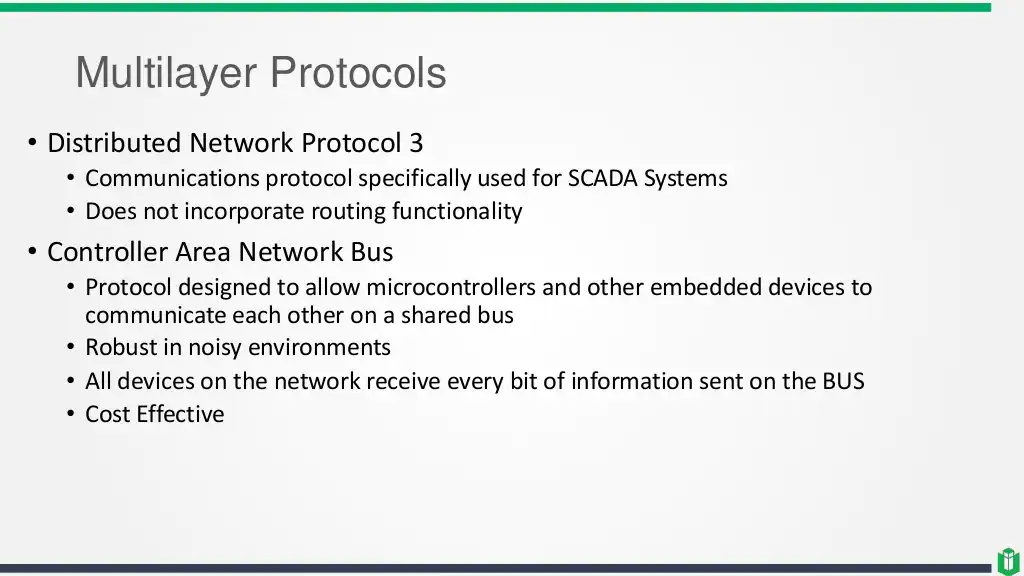 Multilayer Protocols
• Distributed Network Protocol 3
• Communications protocol specifically used for SCADA Systems
• Does not incorporate routing functionality
• Controller Area Network Bus
• Protocol designed to allow microcontrollers and other embedded devices to
communicate each other on a shared bus
• Robust in noisy environments
• All devices on the network receive every bit of information sent on the BUS
• Cost Effective